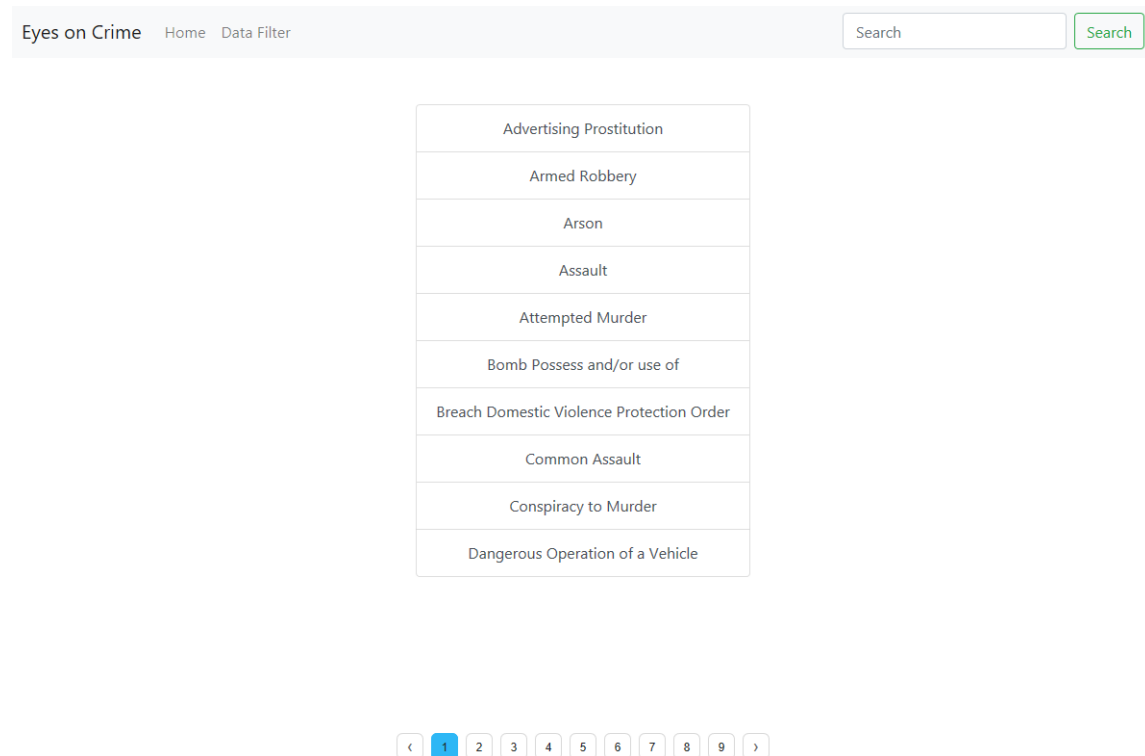 Eyes on Crime Home Data Filter Search Search
Advertising Prostitution
Armed Robbery
Arson
Assault
Attempted Murder
Bomb Possess and/or use of
Breach Domestic Violence Protection Order
Common Assault
Conspiracy to Murder
Dangerous Operation of a Vehicle
‹ 1 2 3 4 5 6 7 8 9 ›